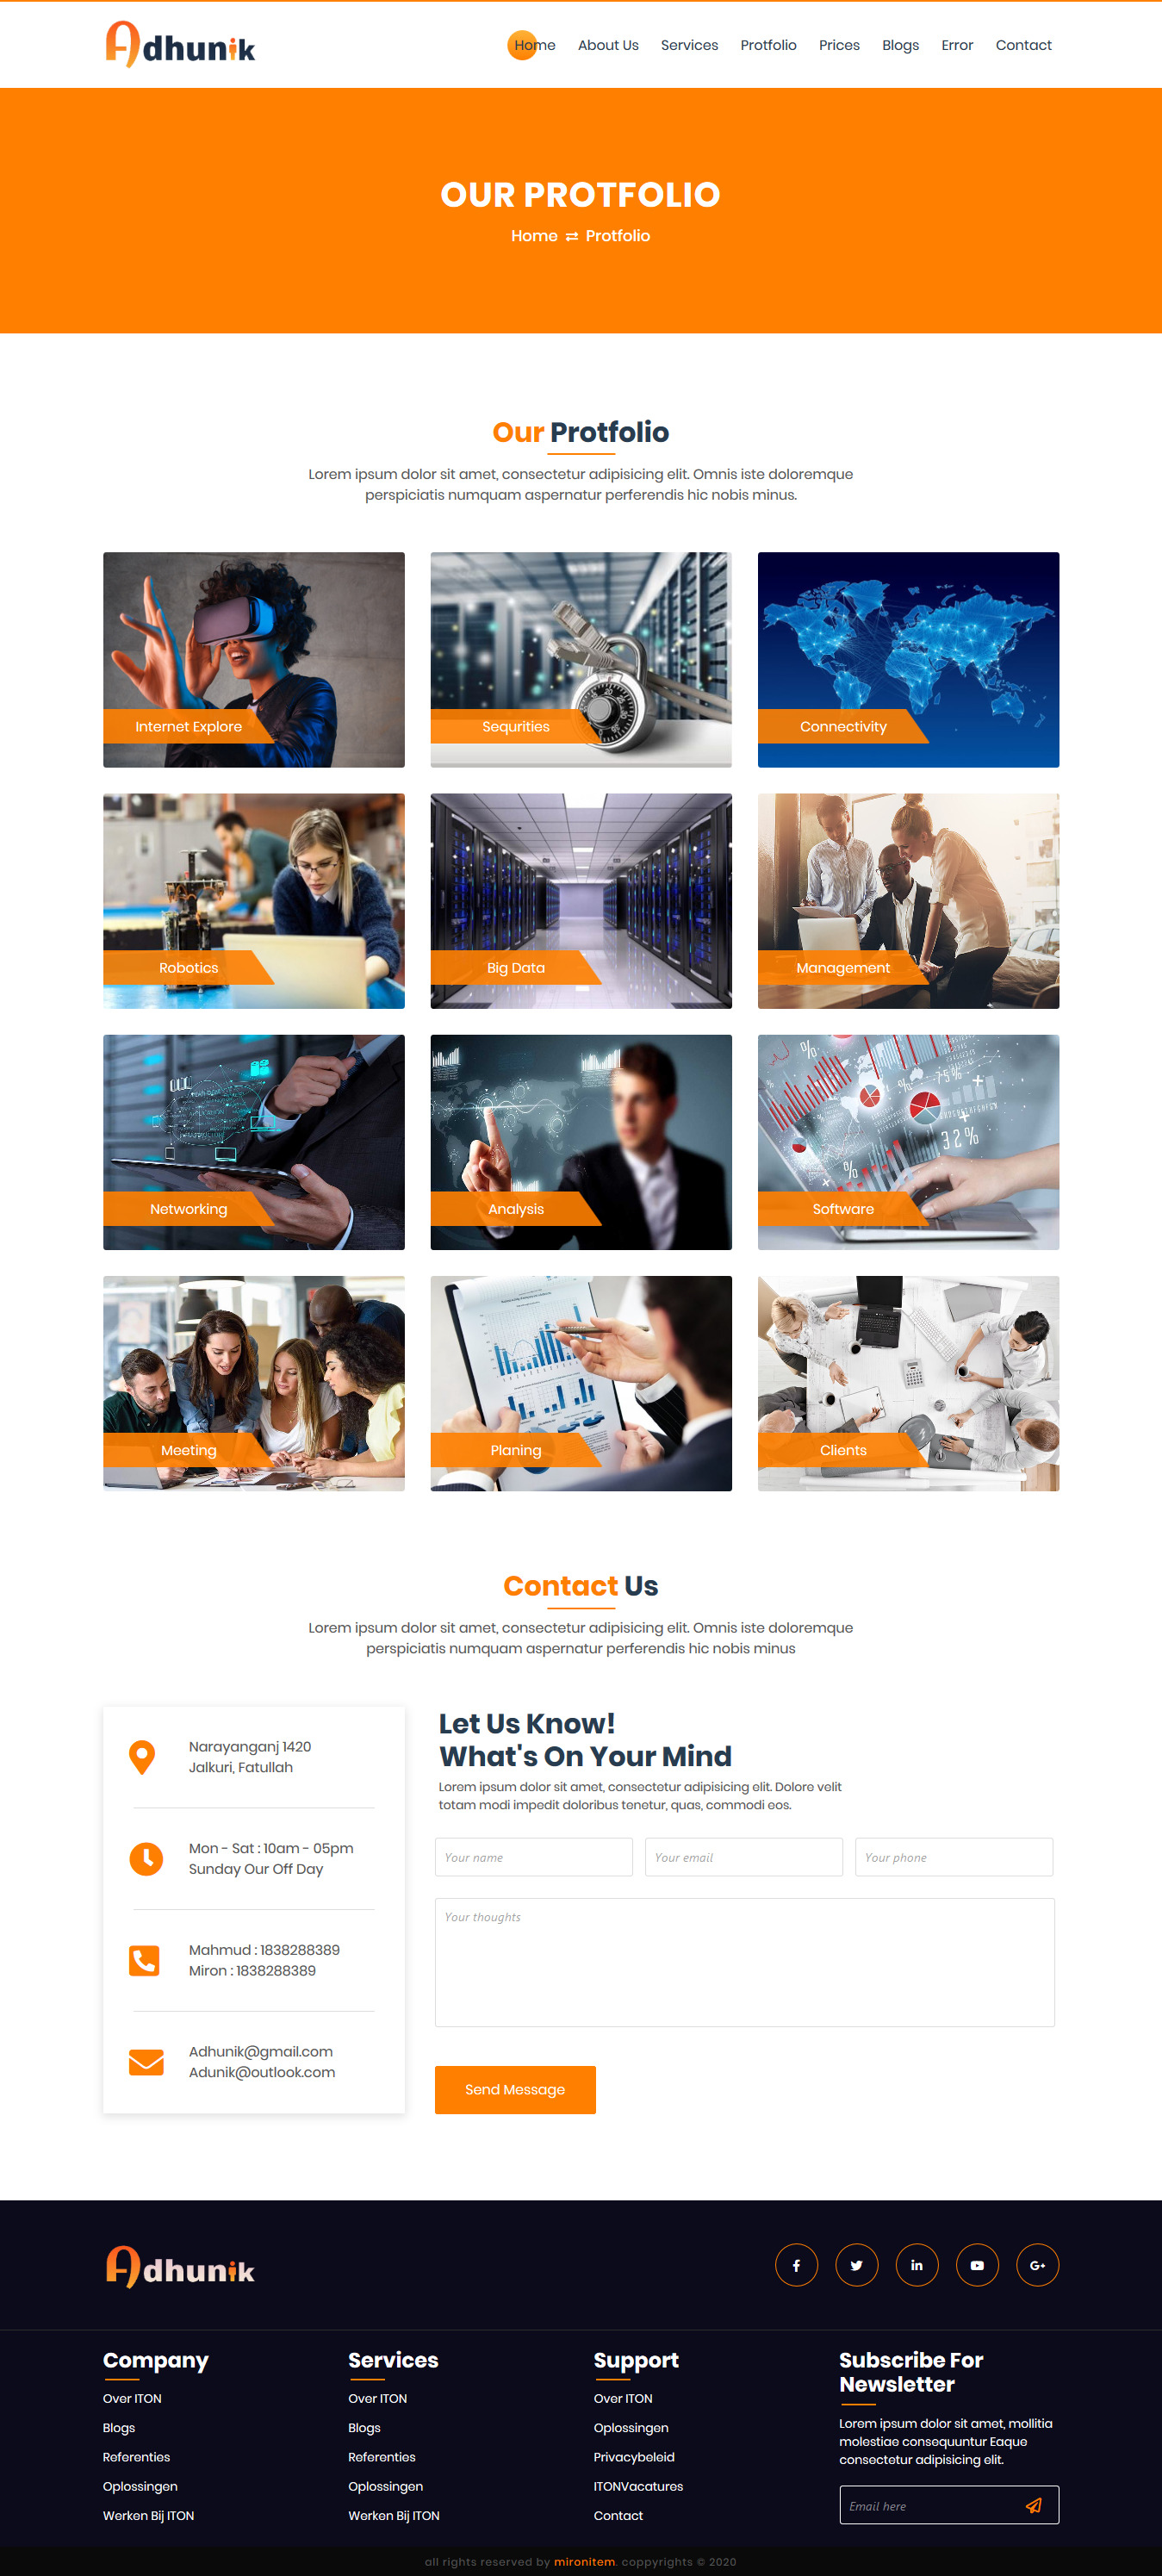 Adhunik
Home About Us Services Protfolio Prices Blogs Error Contact
OUR PROTFOLIO
Home ⇄ Protfolio
Our Protfolio
Lorem ipsum dolor sit amet, consectetur adipisicing elit. Omnis iste doloremque
perspiciatis numquam aspernatur perferendis hic nobis minus.
Internet Explore
Sequrities
Connectivity
Robotics
Big Data
Management
Networking
Analysis
%
%
75%
32%
%
Software
Meeting
Planing
Clients
Contact Us
Lorem ipsum dolor sit amet, consectetur adipisicing elit. Omnis iste doloremque
perspiciatis numquam aspernatur perferendis hic nobis minus
Narayanganj 1420
Jalkuri, Fatullah
Mon - Sat : 10am - 05pm
Sunday Our Off Day
Mahmud : 1838288389
Miron : 1838288389
Adhunik@gmail.com
Adunik@outlook.com
Let Us Know!
What's On Your Mind
Lorem ipsum dolor sit amet, consectetur adipisicing elit. Dolore velit
totam modi impedit doloribus tenetur, quas, commodi eos.
Your name
Your email
Your phone
Your thoughts
Send Message
Adhunik
Company
Over ITON
Blogs
Referenties
Oplossingen
Werken Bij ITON
Services
Over ITON
Blogs
Referenties
Oplossingen
Werken Bij ITON
Support
Over ITON
Oplossingen
Privacybeleid
ITONVacatures
Contact
Subscribe For
Newsletter
Lorem ipsum dolor sit amet, mollitia
molestiae consequuntur Eaque
consectetur adipisicing elit.
Email here
all rights reserved by mironitem. coppyrights © 2020